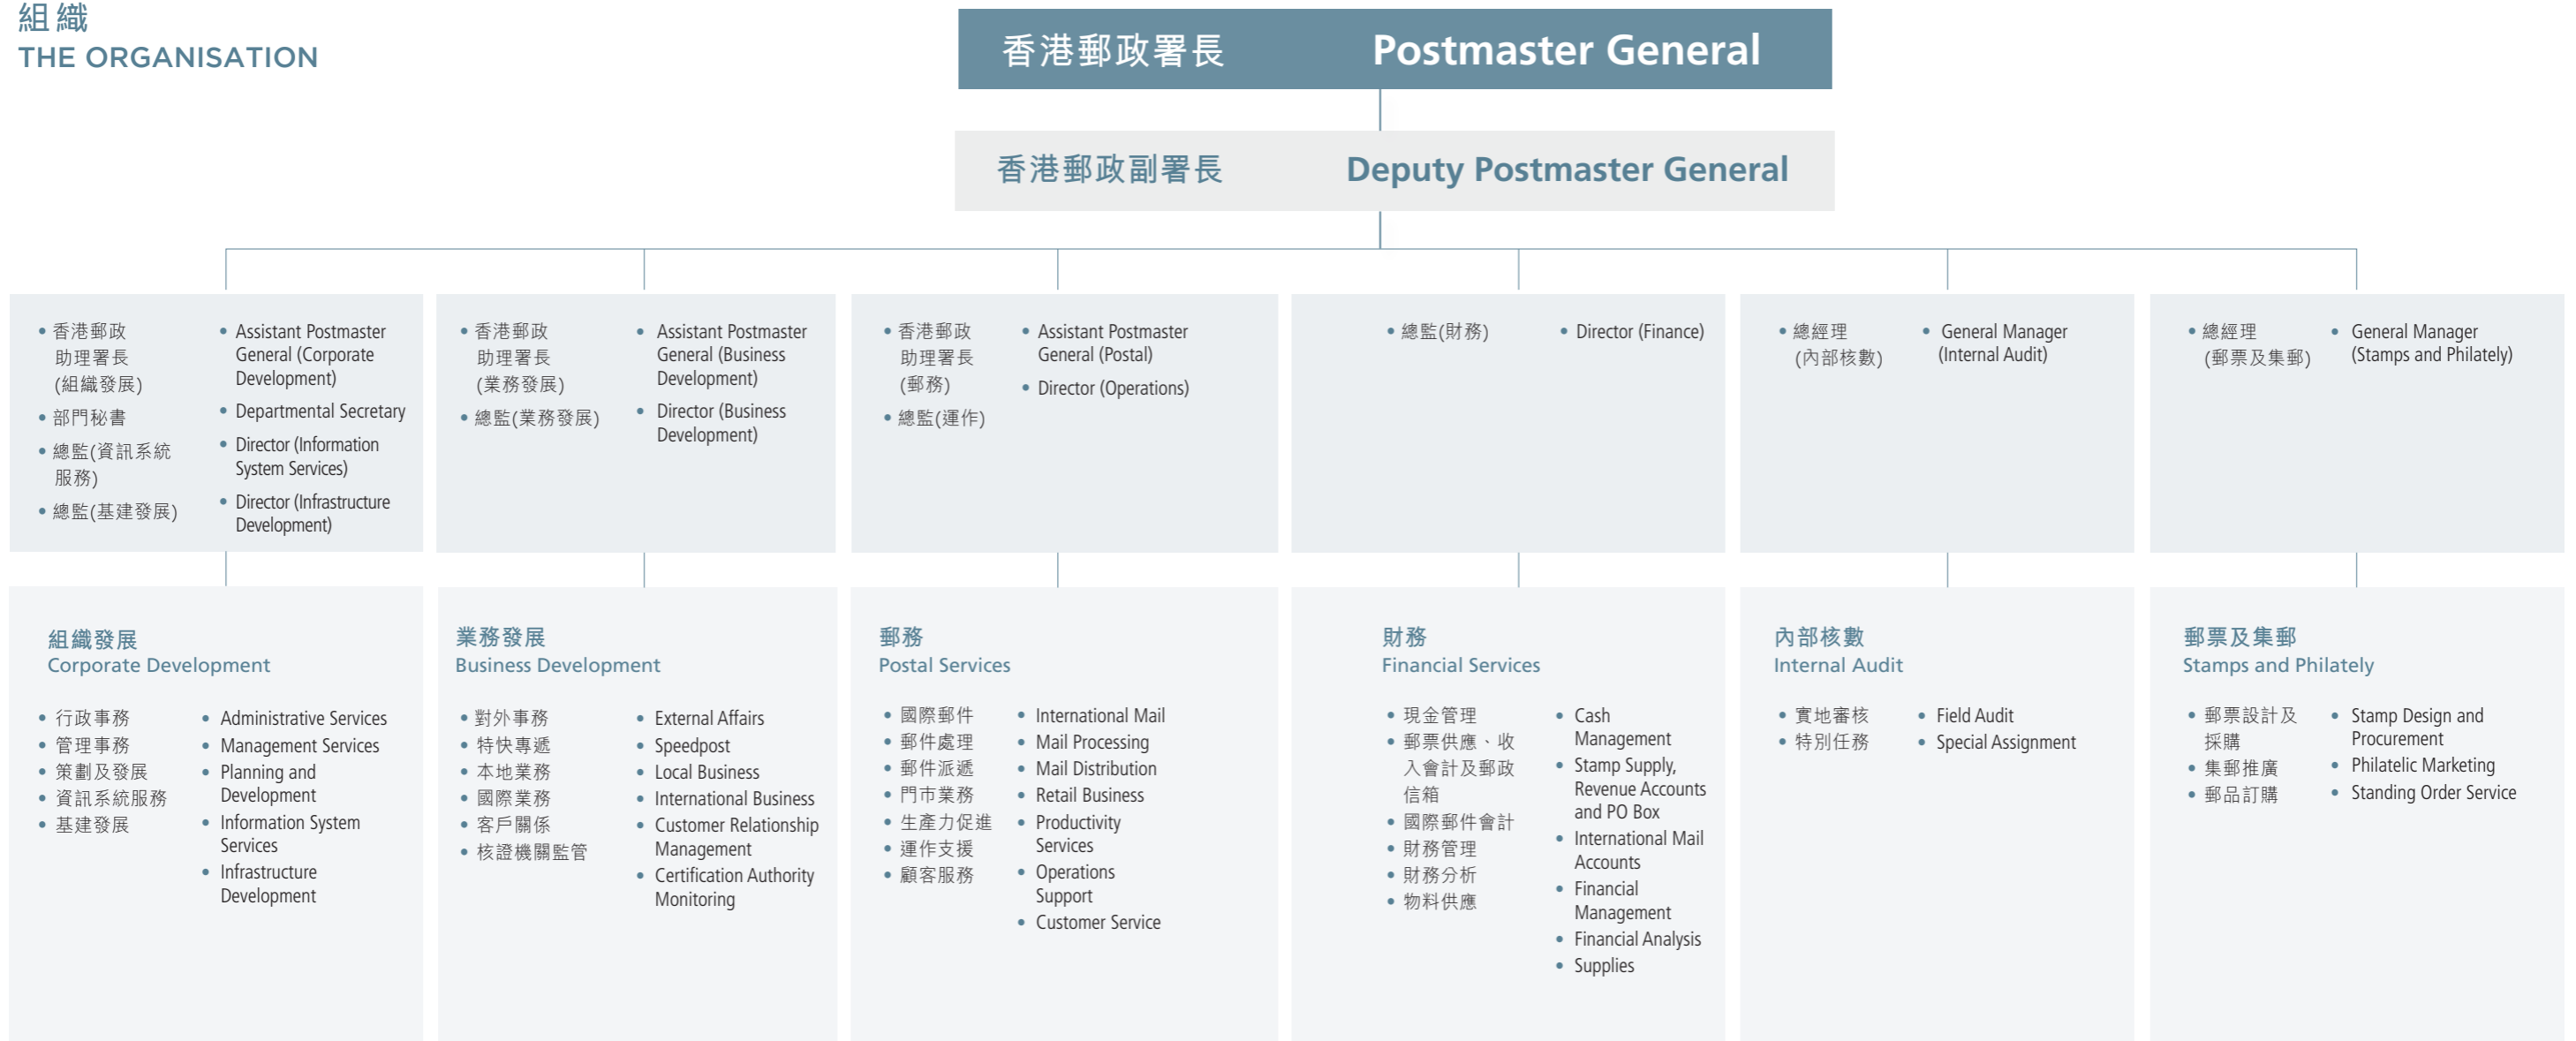 組織
THE ORGANISATION
香港郵政署長 Postmaster General
香港郵政副署長 Deputy Postmaster General
• 香港郵政
助理署長
(組織發展)
• 部門秘書
• 總監(資訊系統
服務)
• 總監(基建發展)
• Assistant Postmaster
General (Corporate
Development)
• Departmental Secretary
• Director (Information
System Services)
• Director (Infrastructure
Development)
• 香港郵政
助理署長
(業務發展)
• 總監(業務發展)
• Assistant Postmaster
General (Business
Development)
• Director (Business
Development)
• 香港郵政
助理署長
(郵務)
• 總監(運作)
• Assistant Postmaster
General (Postal)
• Director (Operations)
• 總監(財務)
• Director (Finance)
• 總經理
(內部核數)
• General Manager
(Internal Audit)
• 總經理
(郵票及集郵)
• General Manager
(Stamps and Philately)
組織發展
Corporate Development
• 行政事務
• 管理事務
• 策劃及發展
• 資訊系統服務
• 基建發展
• Administrative Services
• Management Services
• Planning and
Development
• Information System
Services
• Infrastructure
Development
業務發展
Business Development
• 對外事務
• 特快專遞
• 本地業務
• 國際業務
• 客戶關係
• 核證機關監管
• External Affairs
• Speedpost
• Local Business
• International Business
• Customer Relationship
Management
• Certification Authority
Monitoring
郵務
Postal Services
• 國際郵件
• 郵件處理
• 郵件派遞
• 門市業務
• 生產力促進
• 運作支援
• 顧客服務
• International Mail
• Mail Processing
• Mail Distribution
• Retail Business
• Productivity
Services
• Operations
Support
• Customer Service
財務
Financial Services
• 現金管理
• 郵票供應、收
入會計及郵政
信箱
• 國際郵件會計
• 財務管理
• 財務分析
• 物料供應
• Cash
Management
• Stamp Supply,
Revenue Accounts
and PO Box
• International Mail
Accounts
• Financial
Management
• Financial Analysis
• Supplies
內部核數
Internal Audit
• 實地審核
• 特別任務
• Field Audit
• Special Assignment
郵票及集郵
Stamps and Philately
• 郵票設計及
採購
• 集郵推廣
• 郵品訂購
• Stamp Design and
Procurement
• Philatelic Marketing
• Standing Order Service